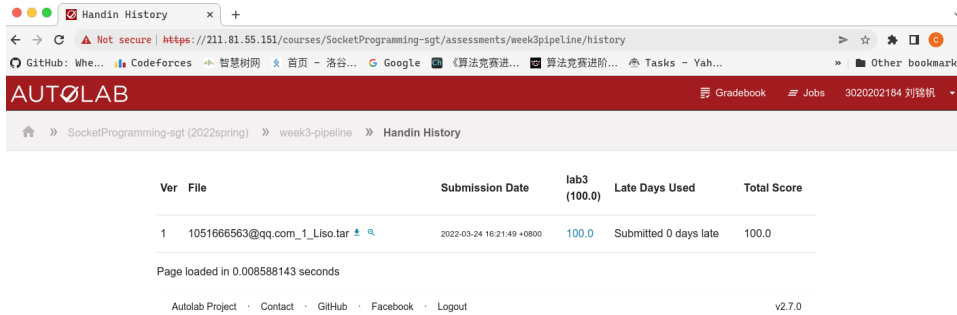 Handin History
Not secure | https://211.81.55.151/courses/SocketProgramming-sgt/assessments/week3pipeline/history
GitHub: Whe... Codeforces 智慧树网 首页 - 洛谷... Google 《算法竞赛进... 算法竞赛进阶... Tasks - Yah... » Other bookmark
AUTOLAB Gradebook Jobs 3020202184 刘锦帆
» SocketProgramming-sgt (2022spring) » week3-pipeline » Handin History
Ver File Submission Date lab3 (100.0) Late Days Used Total Score
1 1051666563@qq.com_1_Liso.tar 2022-03-24 16:21:49 +0800 100.0 Submitted 0 days late 100.0
Page loaded in 0.008588143 seconds
Autolab Project · Contact · GitHub · Facebook · Logout v2.7.0